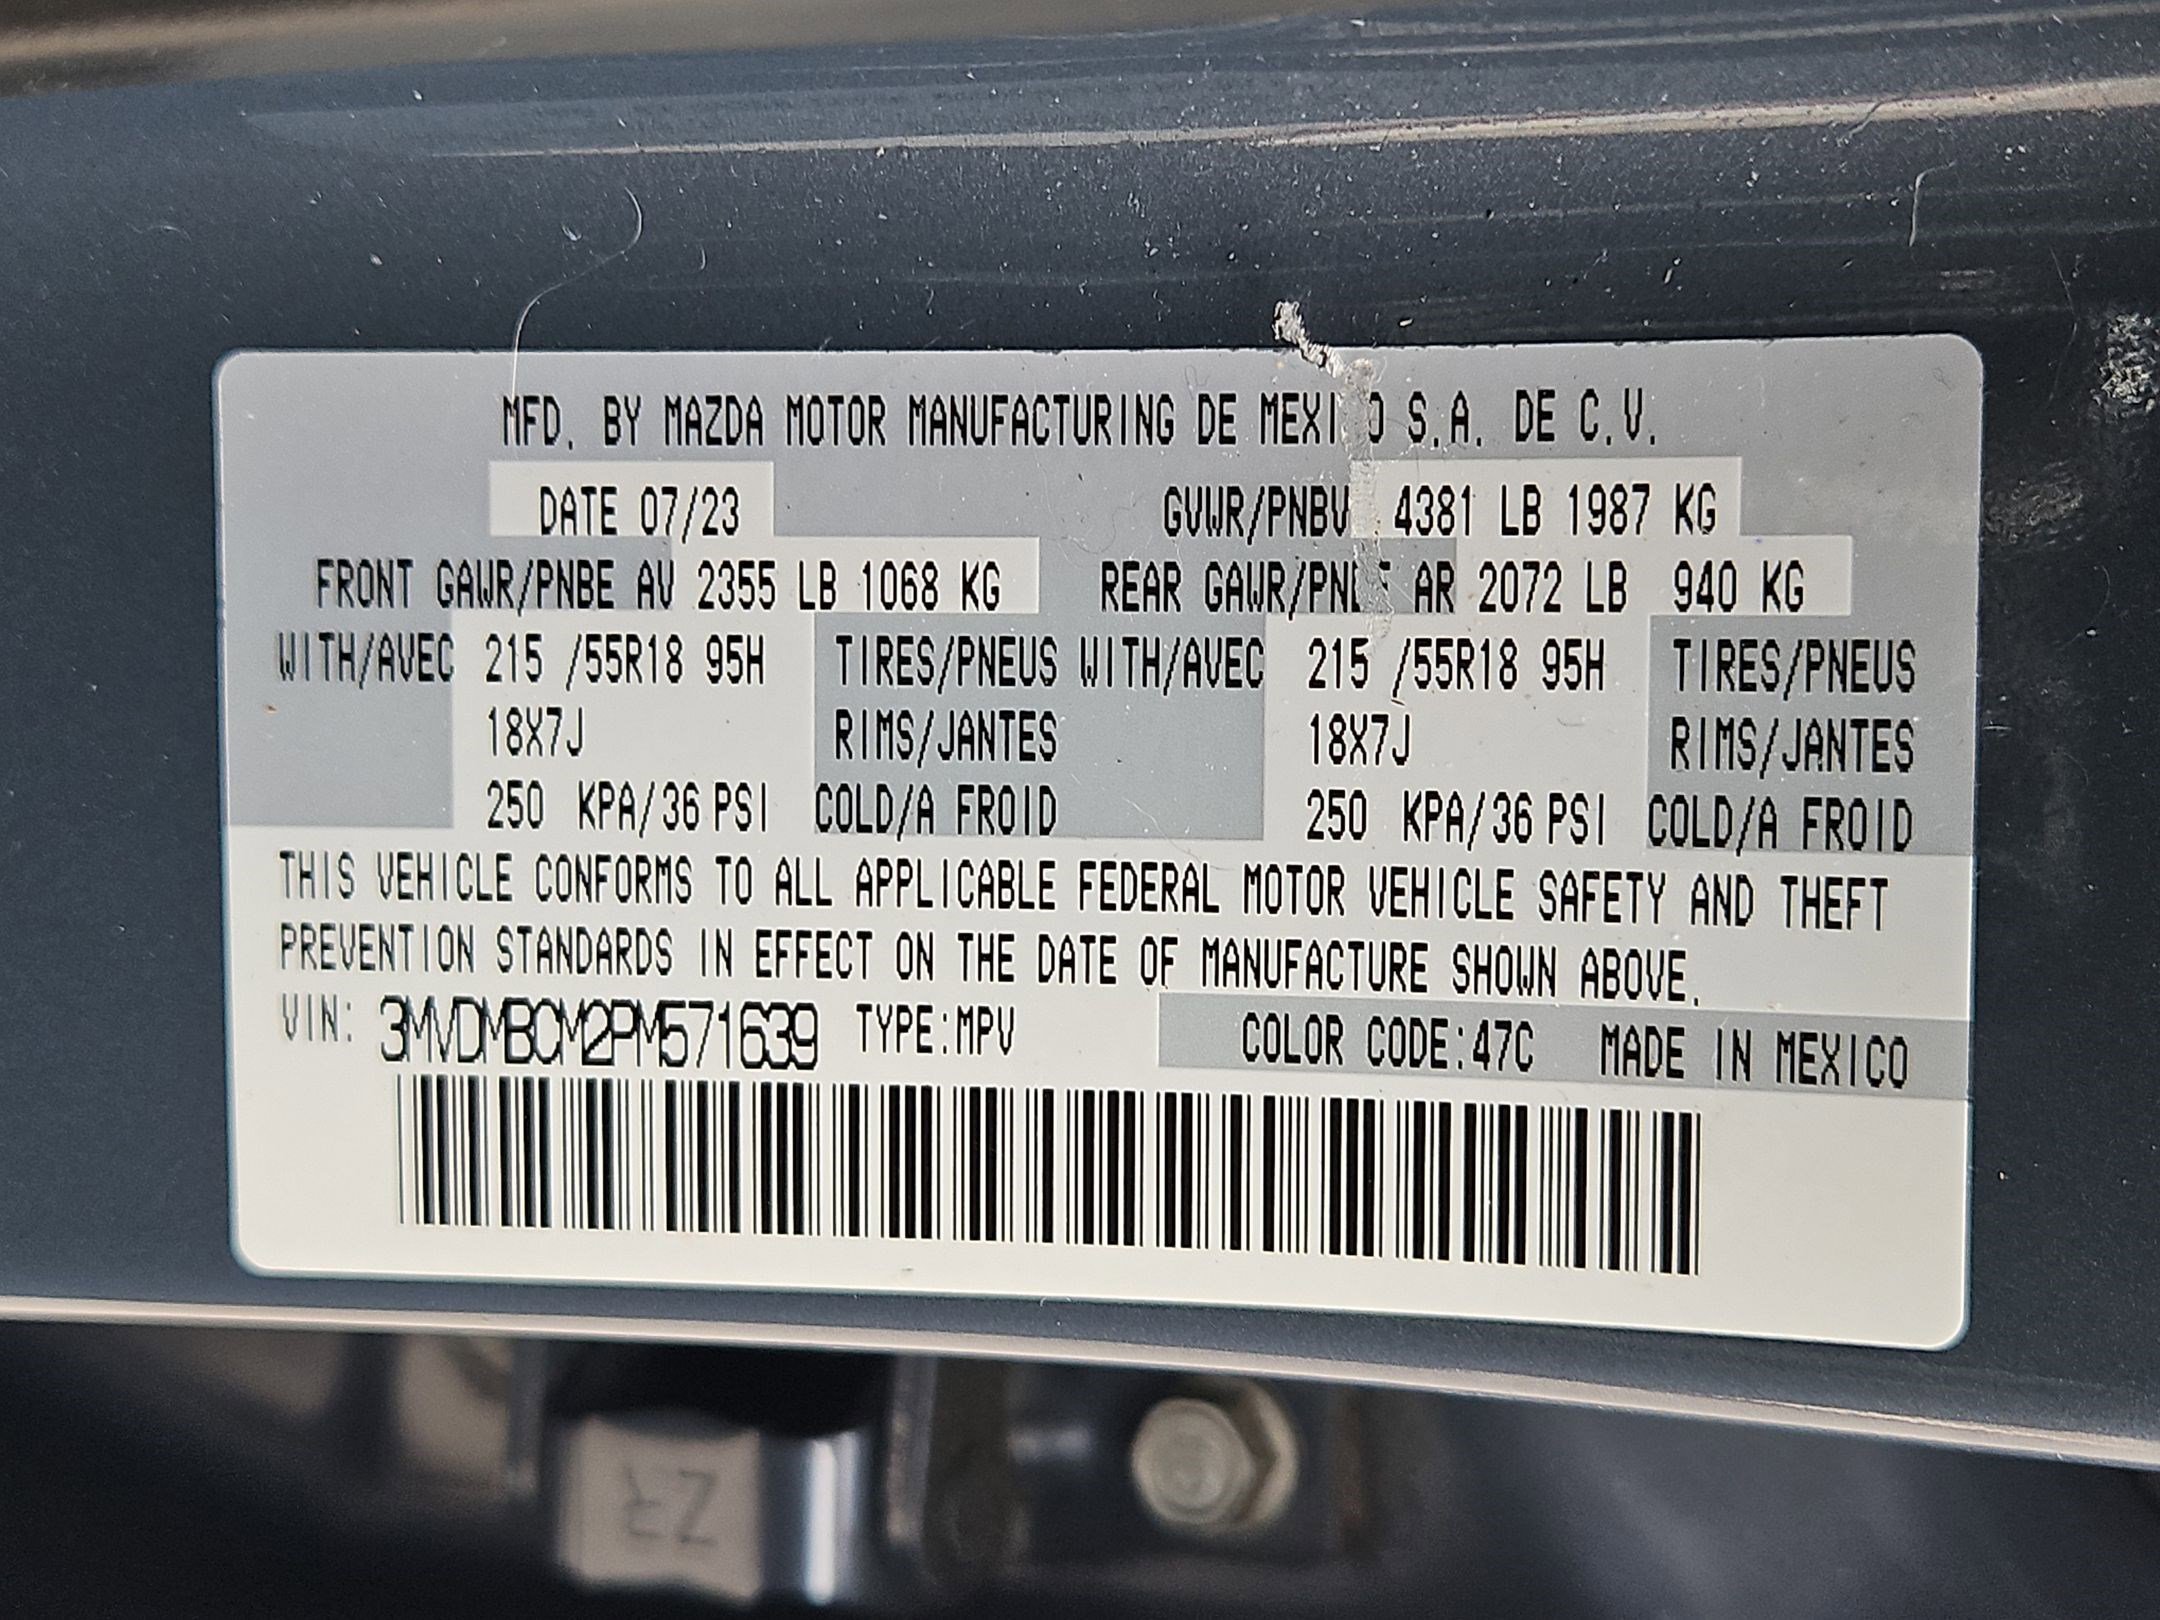 MFD. BY MAZDA MOTOR MANUFACTURING DE MEXICO S.A. DE C.V.
DATE 07/23 GVWR/PNBV 4381 LB 1987 KG
FRONT GAWR/PNBE AV 2355 LB 1068 KG REAR GAWR/PNBE AR 2072 LB 940 KG
WITH/AVEC 215 /55R18 95H TIRES/PNEUS WITH/AVEC 215 /55R18 95H TIRES/PNEUS
18X7J RIMS/JANTES 18X7J RIMS/JANTES
250 KPA/36 PSI COLD/A FROID 250 KPA/36 PSI COLD/A FROID
THIS VEHICLE CONFORMS TO ALL APPLICABLE FEDERAL MOTOR VEHICLE SAFETY AND THEFT
PREVENTION STANDARDS IN EFFECT ON THE DATE OF MANUFACTURE SHOWN ABOVE.
VIN: 3MVDMBCM2PM571639 TYPE:MPV COLOR CODE:47C MADE IN MEXICO